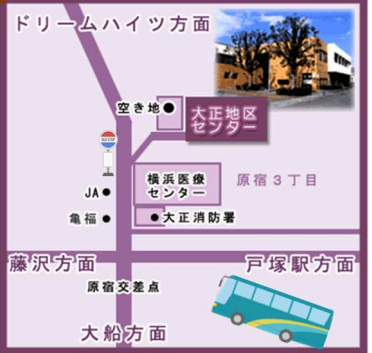 ドリームハイツ方面
空き地
大正地区
センター
横浜医療
センター
原宿３丁目
JA
亀福
大正消防署
藤沢方面
戸塚駅方面
原宿交差点
大船方面